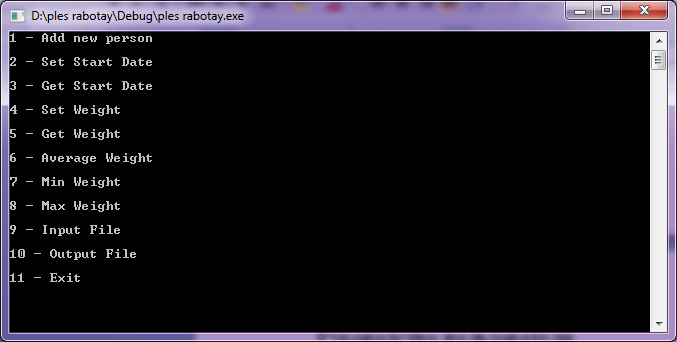 D:\ples rabotay\Debug\ples rabotay.exe
1 - Add new person
2 - Set Start Date
3 - Get Start Date
4 - Set Weight
5 - Get Weight
6 - Average Weight
7 - Min Weight
8 - Max Weight
9 - Input File
10 - Output File
11 - Exit